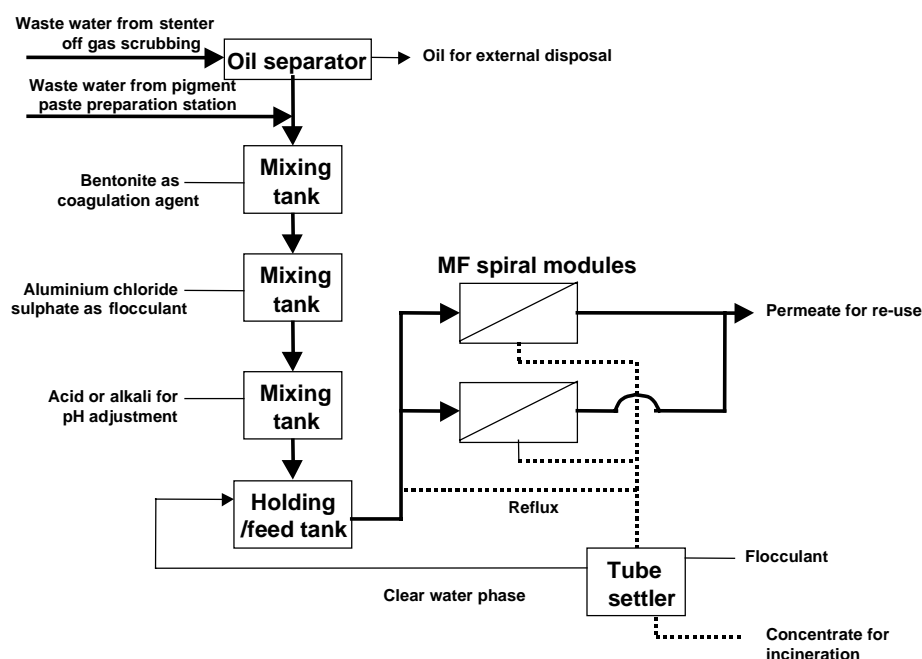 Waste water from stenter
off gas scrubbing
Oil separator
Oil for external disposal
Waste water from pigment
paste preparation station
Mixing
tank
Bentonite as
coagulation agent
MF spiral modules
Mixing
tank
Aluminium chloride
sulphate as flocculant
Permeate for re-use
Mixing
tank
Acid or alkali for
pH adjustment
Holding
/feed tank
Reflux
Tube
settler
Flocculant
Clear water phase
Concentrate for
incineration